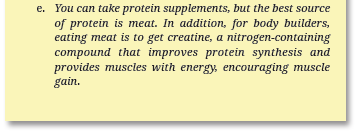 e. You can take protein supplements, but the best source
of protein is meat. In addition, for body builders,
eating meat is to get creatine, a nitrogen-containing
compound that improves protein synthesis and
provides muscles with energy, encouraging muscle
gain.